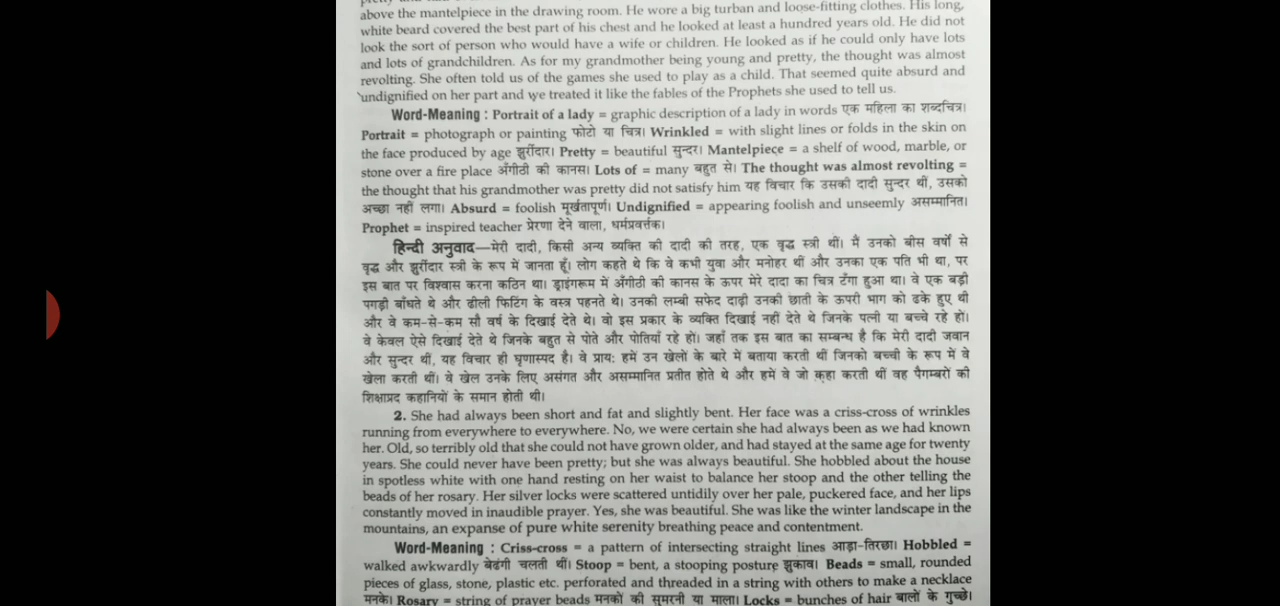 above the mantelpiece in the drawing room. He wore a big turban and loose-fitting clothes. His long,
white beard covered the best part of his chest and he looked at least a hundred years old. He did not
look the sort of person who would have a wife or children. He looked as if he could only have lots
and lots of grandchildren. As for my grandmother being young and pretty, the thought was almost
revolting. She often told us of the games she used to play as a child. That seemed quite absurd and
undignified on her part and we treated it like the fables of the Prophets she used to tell us.
Word-Meaning : Portrait of a lady = graphic description of a lady in words एक महिला का शब्दचित्र।
Portrait = photograph or painting फोटो या चित्र। Wrinkled = with slight lines or folds in the skin on
the face produced by age झुर्रीदार। Pretty = beautiful सुन्दर। Mantelpiece = a shelf of wood, marble, or
stone over a fire place अँगीठी की कानस। Lots of = many बहुत से। The thought was almost revolting =
the thought that his grandmother was pretty did not satisfy him यह विचार कि उसकी दादी सुन्दर थीं, उसको
अच्छा नहीं लगा। Absurd = foolish मूर्खतापूर्ण। Undignified = appearing foolish and unseemly असम्मानित।
Prophet = inspired teacher प्रेरणा देने वाला, धर्मप्रवर्त्तक।
हिन्दी अनुवाद—मेरी दादी, किसी अन्य व्यक्ति की दादी की तरह, एक वृद्ध स्त्री थी। मैं उनको बीस वर्षों से
वृद्ध और झुर्रीदार स्त्री के रूप में जानता हूँ। लोग कहते थे कि वे कभी युवा और मनोहर थीं और उनका एक पति भी था, पर
इस बात पर विश्वास करना कठिन था। ड्राइंगरूम में अँगीठी की कानस के ऊपर मेरे दादा का चित्र टँगा हुआ था। वे एक बड़ी
पगड़ी बाँधते थे और ढीली फिटिंग के वस्त्र पहनते थे। उनकी लम्बी सफेद दाढ़ी उनकी छाती के ऊपरी भाग को ढके हुए थी
और वे कम-से-कम सौ वर्ष के दिखाई देते थे। वो इस प्रकार के व्यक्ति दिखाई नहीं देते थे जिनके पत्नी या बच्चे रहे हों।
वे केवल ऐसे दिखाई देते थे जिनके बहुत से पोते और पोतियाँ रहे हों। जहाँ तक इस बात का सम्बन्ध है कि मेरी दादी जवान
और सुन्दर थीं, यह विचार ही घृणास्पद है। वे प्राय: हमें उन खेलों के बारे में बताया करती थीं जिनको बच्ची के रूप में वे
खेला करती थीं। वे खेल उनके लिए असंगत और असम्मानित प्रतीत होते थे और हमें वे जो कहा करती थीं वह पैगम्बरों की
शिक्षाप्रद कहानियों के समान होती थी।
2. She had always been short and fat and slightly bent. Her face was a criss-cross of wrinkles
running from everywhere to everywhere. No, we were certain she had always been as we had known
her. Old, so terribly old that she could not have grown older, and had stayed at the same age for twenty
years. She could never have been pretty; but she was always beautiful. She hobbled about the house
in spotless white with one hand resting on her waist to balance her stoop and the other telling the
beads of her rosary. Her silver locks were scattered untidily over her pale, puckered face, and her lips
constantly moved in inaudible prayer. Yes, she was beautiful. She was like the winter landscape in the
mountains, an expanse of pure white serenity breathing peace and contentment.
Word-Meaning : Criss-cross = a pattern of intersecting straight lines आड़ा-तिरछा। Hobbled =
walked awkwardly बेढंगी चलती थीं। Stoop = bent, a stooping posture झुकाव। Beads = small, rounded
pieces of glass, stone, plastic etc. perforated and threaded in a string with others to make a necklace
मनके। Rosary = string of prayer beads मनकों की सुमरनी या माला। Locks = bunches of hair बालों के गुच्छे।